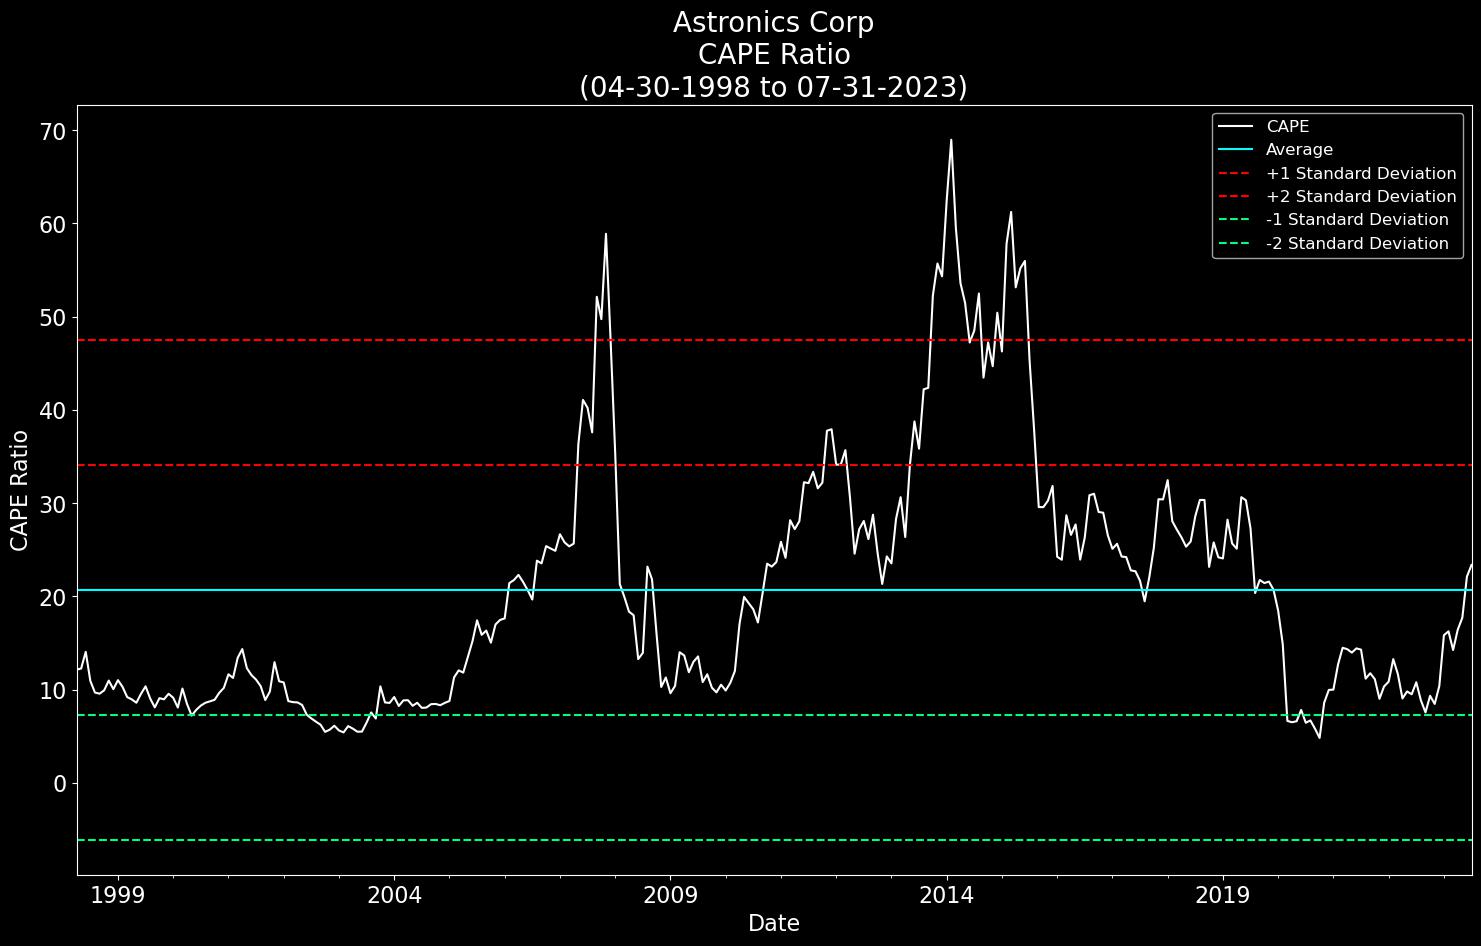 Astronics Corp
CAPE Ratio
(04-30-1998 to 07-31-2023)
CAPE
Average
+1 Standard Deviation
+2 Standard Deviation
-1 Standard Deviation
-2 Standard Deviation
70
60
50
40
30
20
10
0
CAPE Ratio
1999
2004
2009
2014
2019
Date